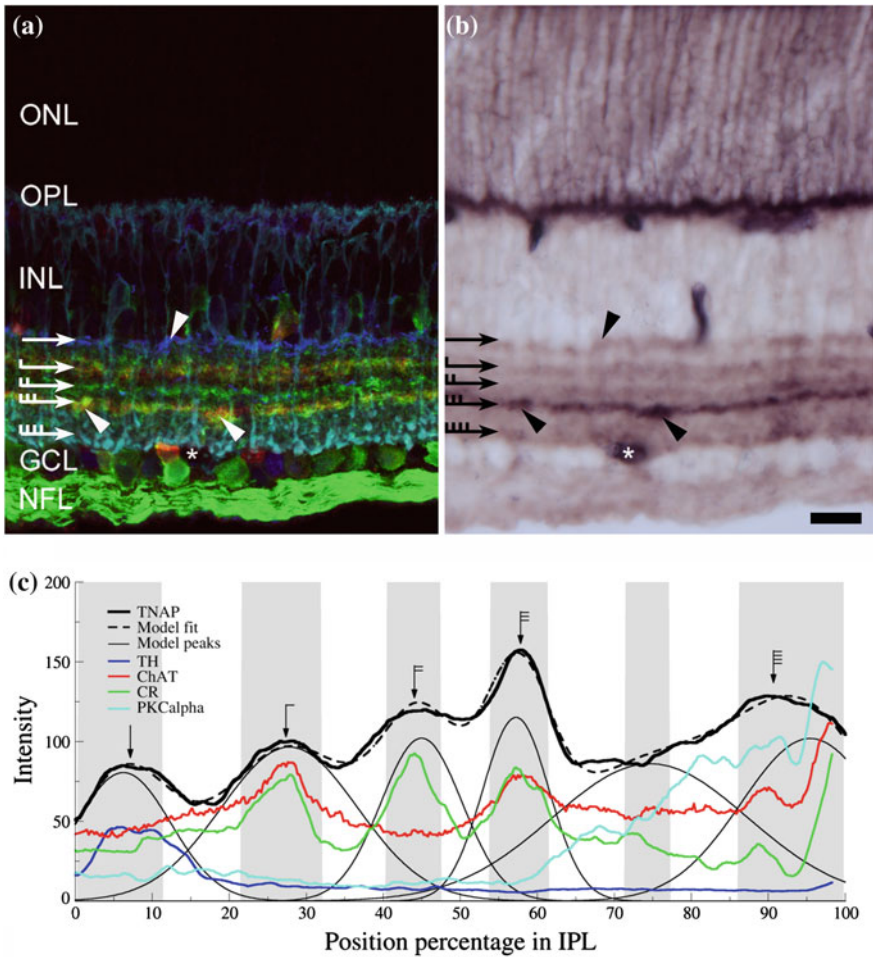 (a)
ONL
OPL
INL
GCL
NFL
*
(b)
*
(c)
200
150
100
50
0
Intensity
TNAP
Model fit
Model peaks
TH
ChAT
CR
PKCalpha
0 10 20 30 40 50 60 70 80 90 100
Position percentage in IPL